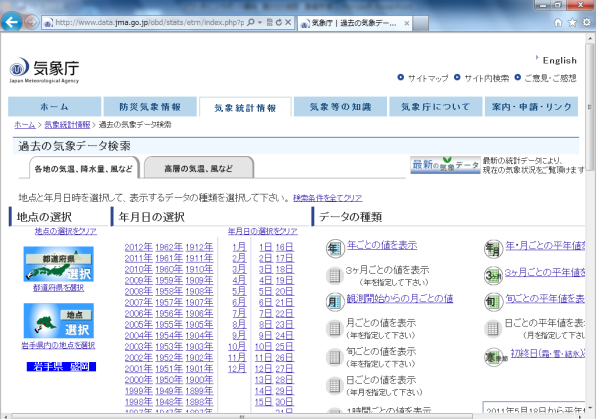 http://www.data.jma.go.jp/obd/stats/etrn/index.php?p
気象庁 | 過去の気象デー...
English
気象庁
Japan Meteorological Agency
サイトマップ サイト内検索 ご意見・ご感想
ホーム 防災気象情報 気象統計情報 気象等の知識 気象庁について 案内・申請・リンク
ホーム > 気象統計情報 > 過去の気象データ検索
過去の気象データ検索
各地の気温、降水量、風など 高層の気温、風など
最新の気象データ 最新の統計データにより、
現在の気象状況をご覧頂けます
地点と年月日時を選択して、表示するデータの種類を選択して下さい。 検索条件を全てクリア
地点の選択 年月日の選択 データの種類
地点の選択をクリア 年月日の選択をクリア
都道府県
選択
都道府県を選択
地点
選択
岩手県内の地点を選択
岩手県 盛岡
2012年 1962年 1912年 1月 1日 16日
2011年 1961年 1911年 2月 2日 17日
2010年 1960年 1910年 3月 3日 18日
2009年 1959年 1909年 4月 4日 19日
2008年 1958年 1908年 5月 5日 20日
2007年 1957年 1907年 6月 6日 21日
2006年 1956年 1906年 7月 7日 22日
2005年 1955年 1905年 8月 8日 23日
2004年 1954年 1904年 9月 9日 24日
2003年 1953年 1903年 10月 10日 25日
2002年 1952年 1902年 11月 11日 26日
2001年 1951年 1901年 12月 12日 27日
2000年 1950年 1900年 13日 28日
1999年 1949年 1899年 14日 29日
1998年 1948年 1898年 15日 30日
年 年ごとの値を表示
3ヶ月ごとの値を表示
(年を指定して下さい)
月 観測開始からの月ごとの値
月ごとの値を表示
(年を指定して下さい)
旬ごとの値を表示
(年を指定して下さい)
日ごとの値を表示
(年月を指定して下さい)
1時間ごとの値を表示
年月 年・月ごとの平年値を
3ヶ月 3ヶ月ごとの平年値を
旬 旬ごとの平年値を表
日ごとの平年値を表
(月を指定して下さい)
寒候期 初終日(霜・雪・結氷)
2011年5月18日から平年